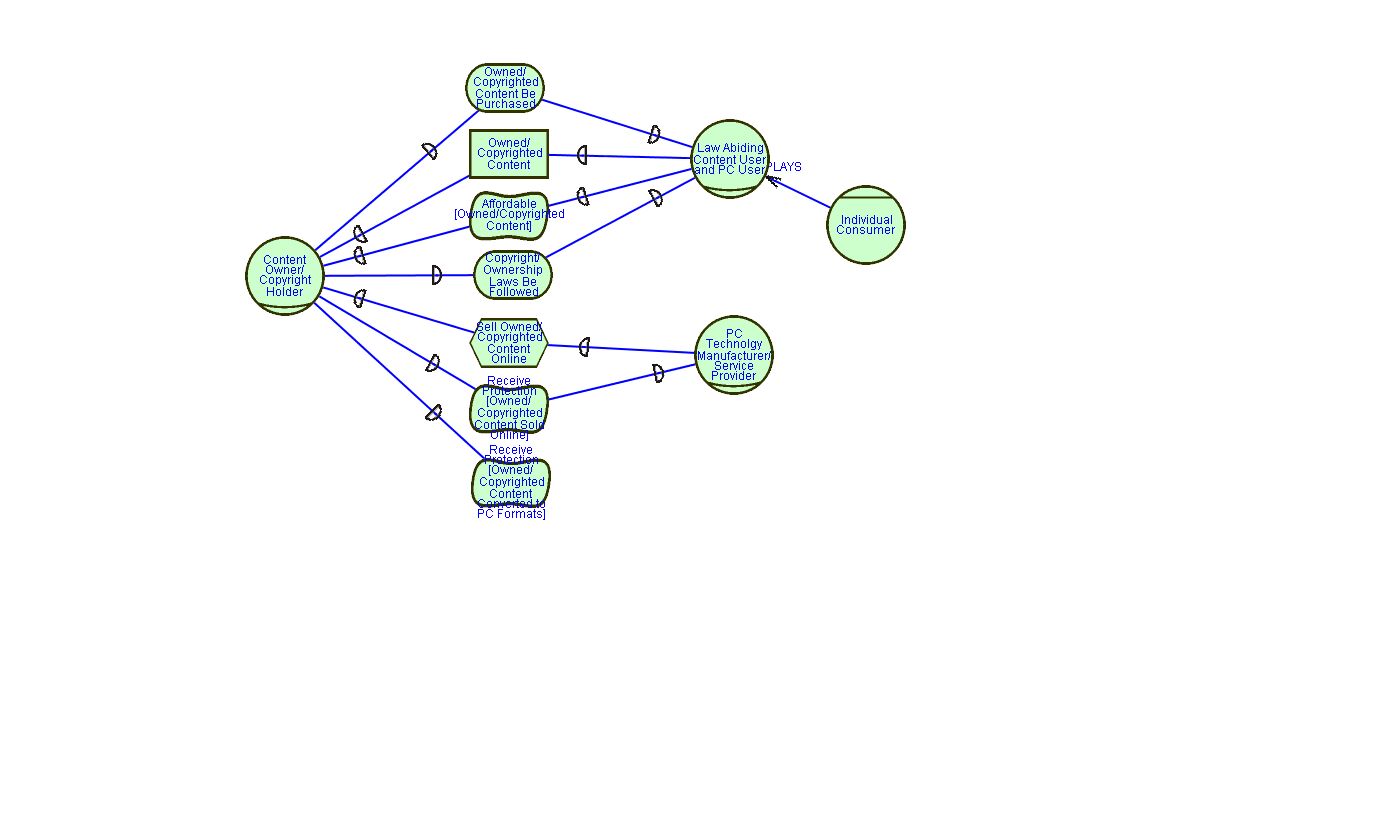 Owned/
Copyrighted
Content Be
Purchased
Owned/
Copyrighted
Content
Affordable
[Owned/Copyrighted
Content]
Copyright/
Ownership
Laws Be
Followed
Sell Owned/
Copyrighted
Content
Online
Receive
Protection
[Owned/
Copyrighted
Content Sold
Online]
Receive
Protection
[Owned/
Copyrighted
Content
Converted to
PC Formats]
Content
Owner/
Copyright
Holder
Law Abiding
Content User
and PC User
PLAYS
Individual
Consumer
PC
Technolgy
Manufacturer/
Service
Provider